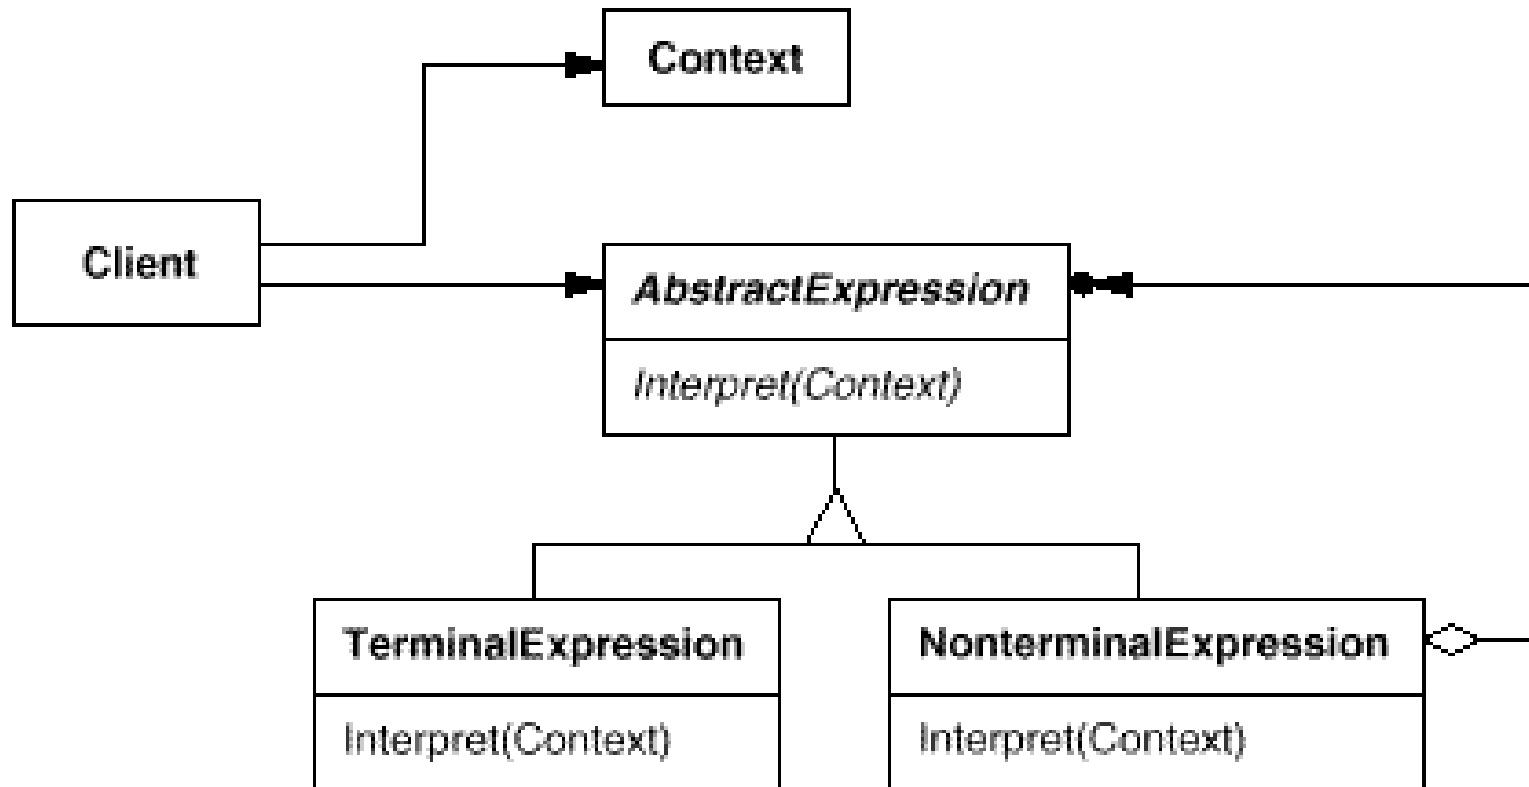 Context
Client
AbstractExpression
Interpret(Context)
TerminalExpression
Interpret(Context)
NonterminalExpression
Interpret(Context)